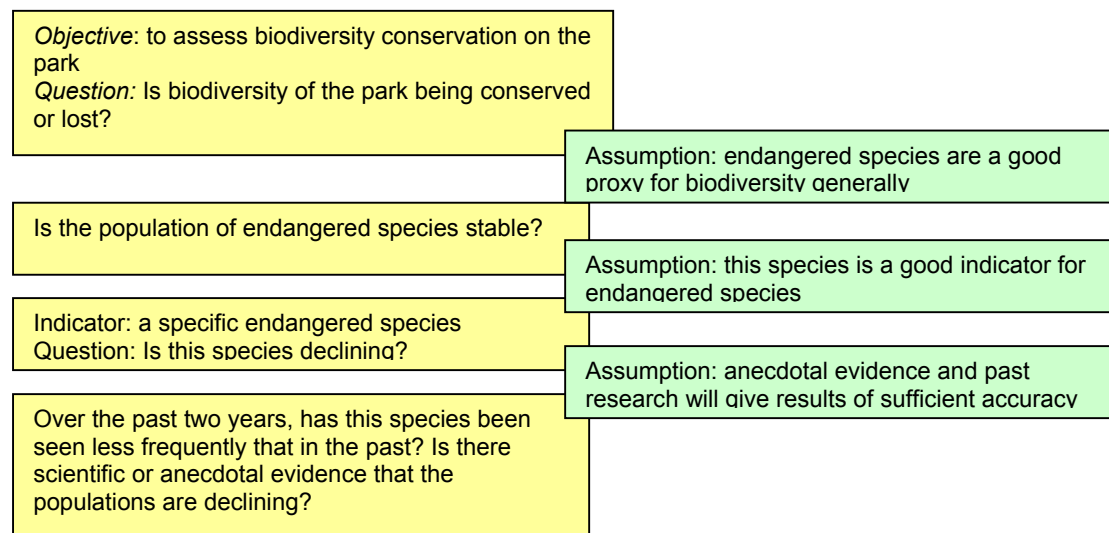 Objective: to assess biodiversity conservation on the
park
Question: Is biodiversity of the park being conserved
or lost?
Assumption: endangered species are a good
proxy for biodiversity generally
Is the population of endangered species stable?
Assumption: this species is a good indicator for
endangered species
Indicator: a specific endangered species
Question: Is this species declining?
Assumption: anecdotal evidence and past
research will give results of sufficient accuracy
Over the past two years, has this species been
seen less frequently that in the past? Is there
scientific or anecdotal evidence that the
populations are declining?